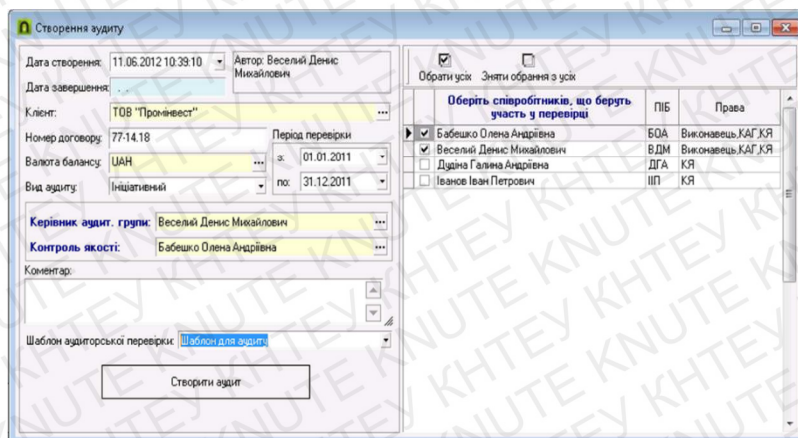 Створення аудиту
Дата створення: 11.06.2012 10:39:10
Автор: Веселий Денис
Михайлович
Дата завершення: . .
Клієнт: ТОВ "Промінвест" ...
Номер договору: 77-14.18
Період перевірки
Валюта балансу: UAH ...
з: 01.01.2011
Вид аудиту: Ініціативний
по: 31.12.2011
Керівник аудит. групи: Веселий Денис Михайлович ...
Контроль якості: Бабешко Олена Андріївна ...
Коментар:
Шаблон аудиторської перевірки: Шаблон для аудиту
Створити аудит
Обрати усіх Зняти обрання з усіх
Оберіть співробітників, що беруть
участь у перевірці
ПІБ
Права
Бабешко Олена Андріївна БОА Виконавець,КАГ,КЯ
Веселий Денис Михайлович ВДМ Виконавець,КАГ,КЯ
Дудіна Галина Андріївна ДГА КЯ
Іванов Іван Петрович ІІП КЯ
KNUTE KHTEY KNUTE KHTEY